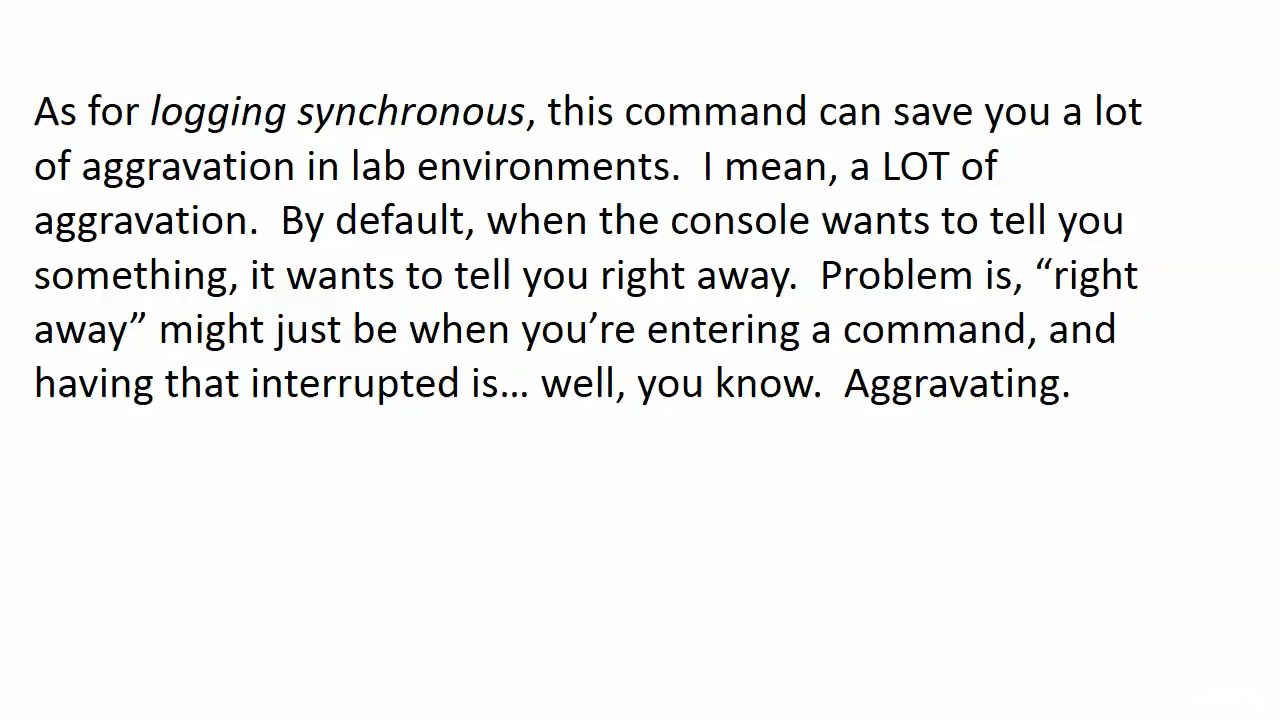 As for logging synchronous, this command can save you a lot
of aggravation in lab environments.  I mean, a LOT of
aggravation.  By default, when the console wants to tell you
something, it wants to tell you right away.  Problem is, “right
away” might just be when you’re entering a command, and
having that interrupted is… well, you know.  Aggravating.